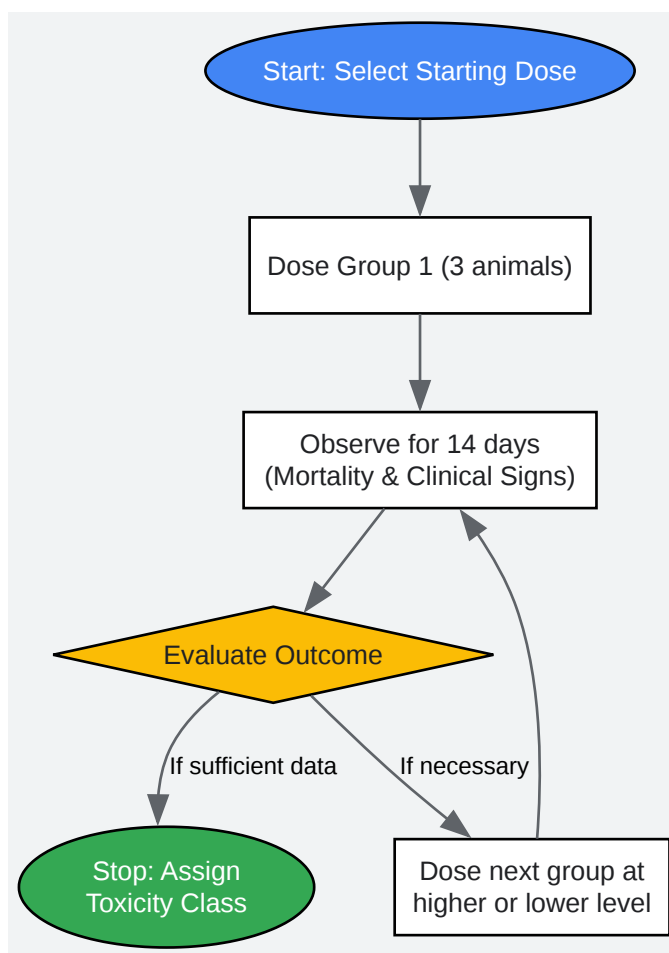 Start: Select Starting Dose
Dose Group 1 (3 animals)
Observe for 14 days
(Mortality & Clinical Signs)
Evaluate Outcome
If sufficient data
If necessary
Stop: Assign
Toxicity Class
Dose next group at
higher or lower level